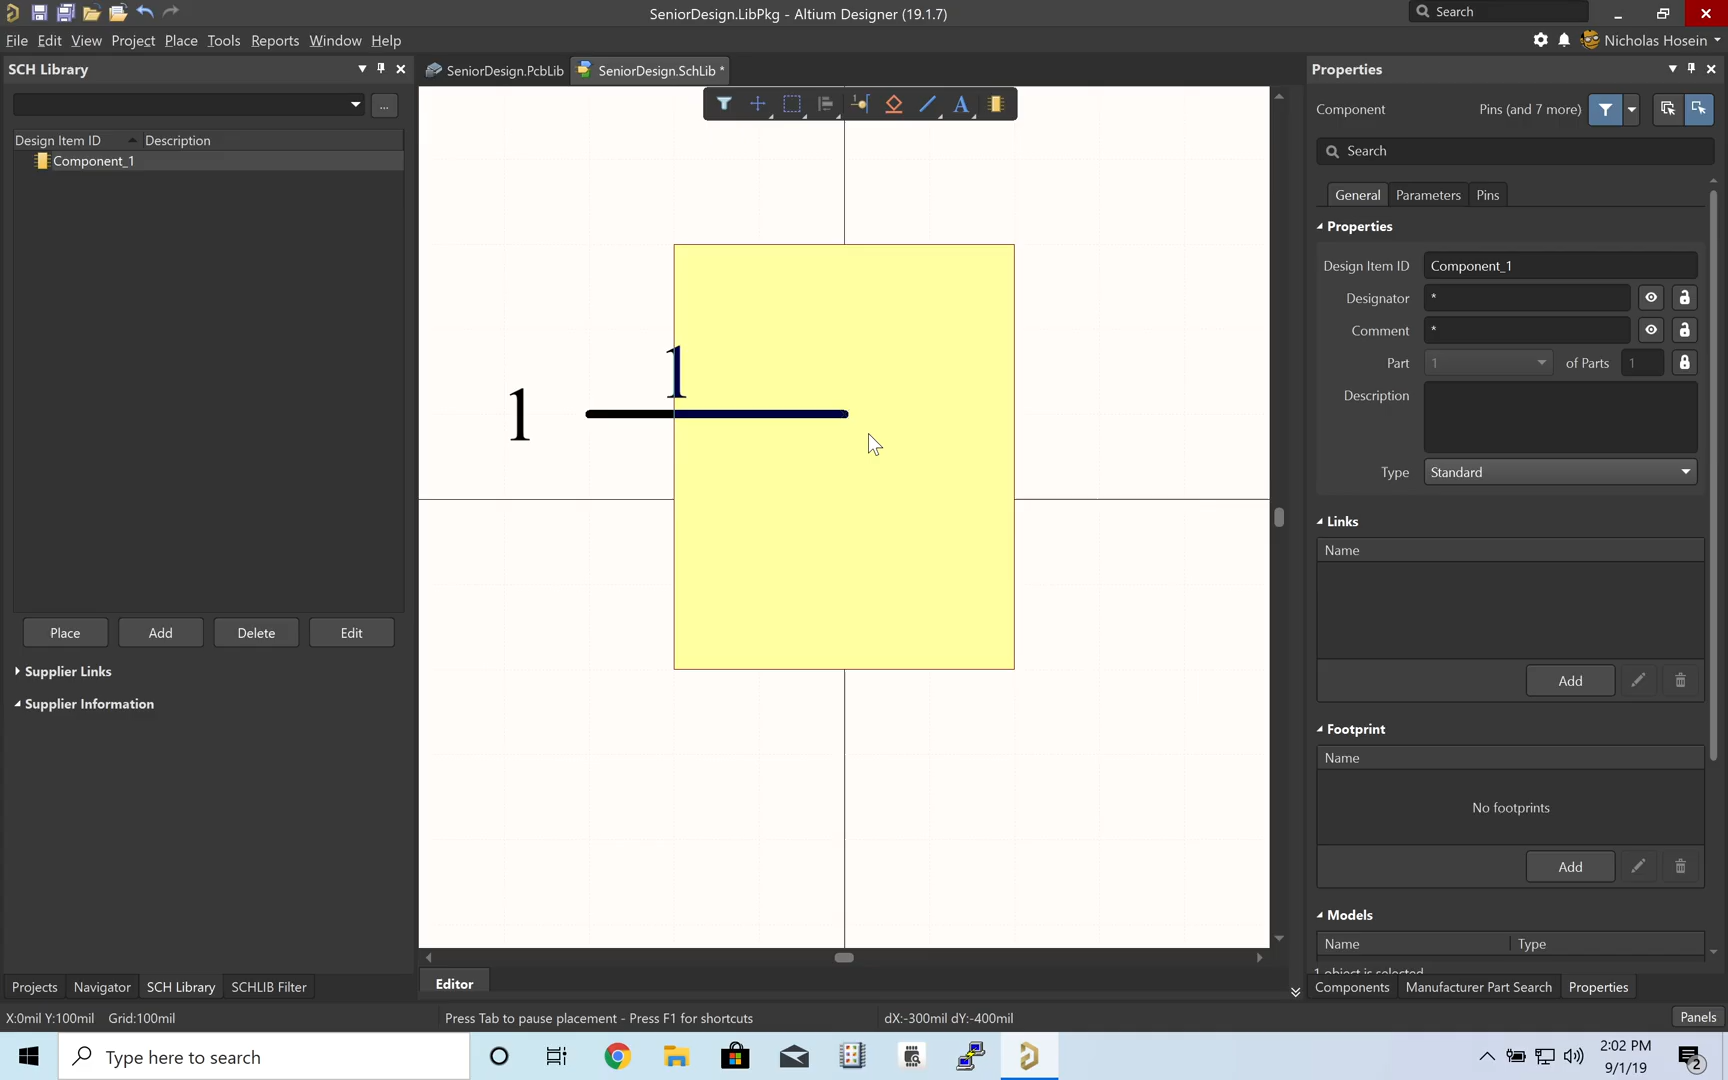 SeniorDesign.LibPkg - Altium Designer (19.1.7)
Search
File Edit View Project Place Tools Reports Window Help
Nicholas Hosein
SCH Library
SeniorDesign.PcbLib
SeniorDesign.SchLib *
Properties
...
Component
Pins (and 7 more)
Design Item ID
Description
Component_1
Search
General
Parameters
Pins
Properties
Design Item ID
Component_1
Designator
*
Comment
*
Part
1
of Parts
1
Description
Type
Standard
1
1
A
Links
Name
Add
Place
Add
Delete
Edit
Supplier Links
Supplier Information
Footprint
Name
No footprints
Add
Models
Name
Type
1 object is selected
Projects
Navigator
SCH Library
SCHLIB Filter
Editor
Components
Manufacturer Part Search
Properties
X:0mil Y:100mil Grid:100mil
Press Tab to pause placement - Press F1 for shortcuts
dX:-300mil dY:-400mil
Panels
Type here to search
2:02 PM
9/1/19
2